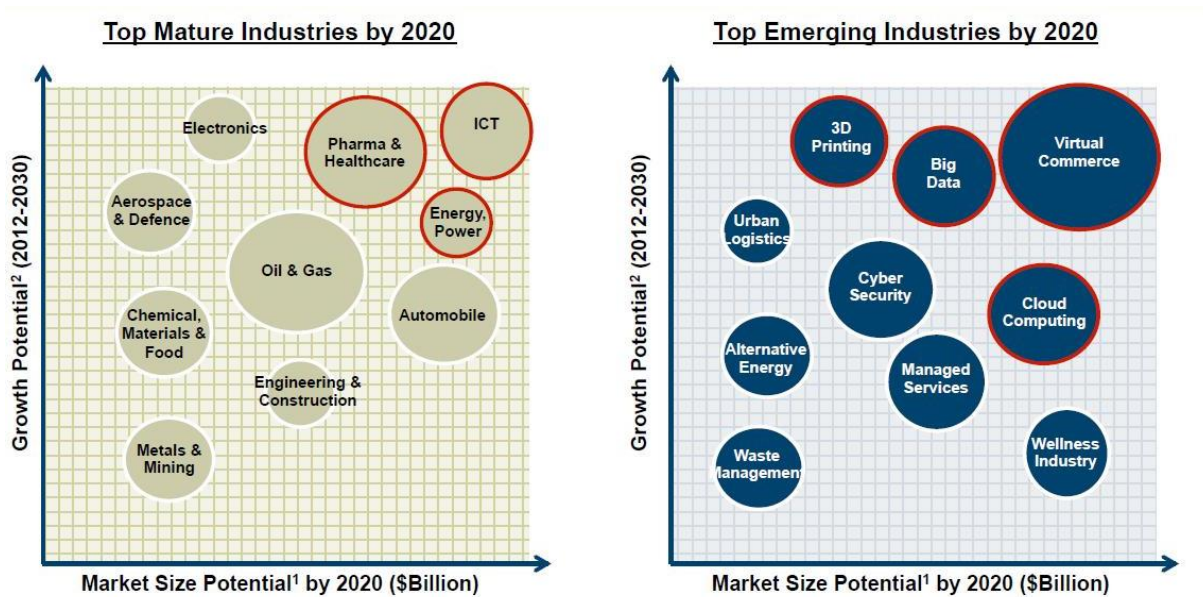 Top Mature Industries by 2020
Growth Potential² (2012-2030)
Electronics
Pharma &
Healthcare
ICT
Aerospace
& Defence
Energy,
Power
Oil & Gas
Chemical,
Materials &
Food
Automobile
Engineering &
Construction
Metals &
Mining
Market Size Potential¹ by 2020 ($Billion)
Top Emerging Industries by 2020
Growth Potential² (2012-2030)
3D
Printing
Big
Data
Virtual
Commerce
Urban
Logistics
Cyber
Security
Cloud
Computing
Alternative
Energy
Managed
Services
Waste
Management
Wellness
Industry
Market Size Potential¹ by 2020 ($Billion)